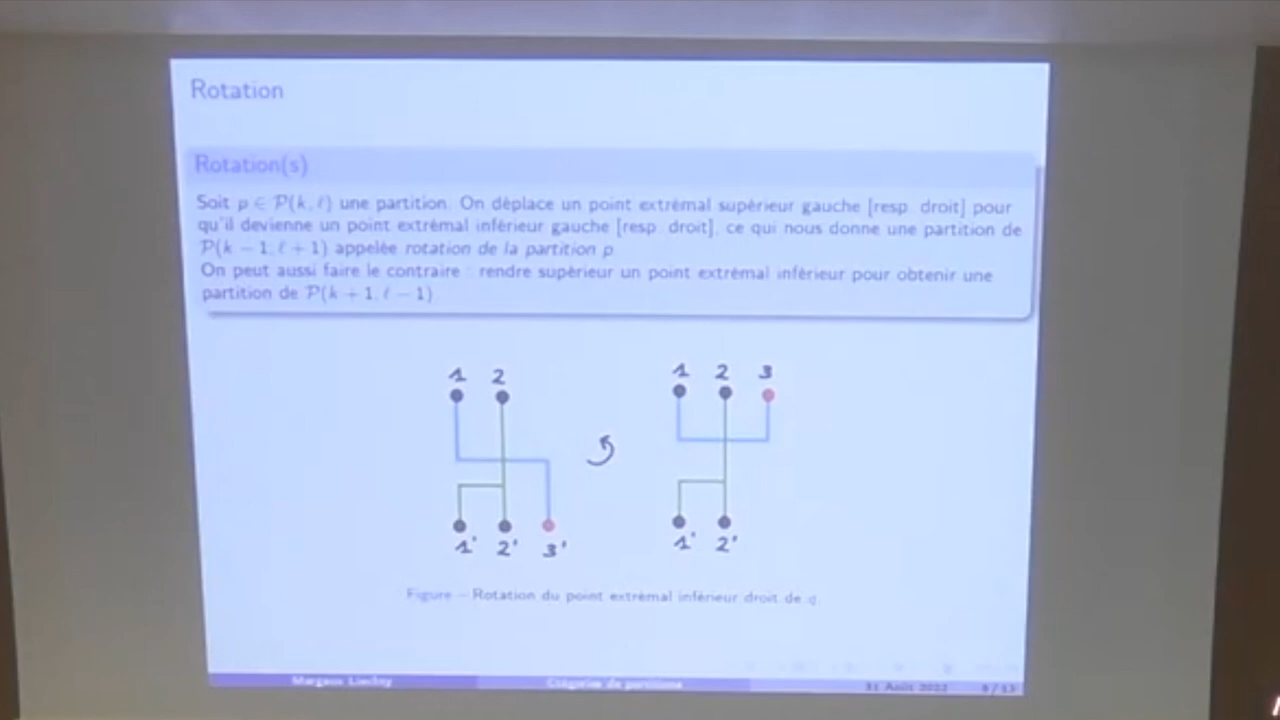 Rotation
Rotation(s)
Soit p ∈ P(k, ℓ) une partition. On déplace un point extrémal supérieur gauche [resp. droit] pour
qu'il devienne un point extrémal inférieur gauche [resp. droit], ce qui nous donne une partition de
P(k − 1, ℓ + 1) appelée rotation de la partition p.
On peut aussi faire le contraire : rendre supérieur un point extrémal inférieur pour obtenir une
partition de P(k + 1, ℓ − 1).
1 2
1 2 3
1' 2' 3'
1' 2'
Figure – Rotation du point extrémal inférieur droit de q.
Margaux
de partitions
31 Août 2022
/ 13